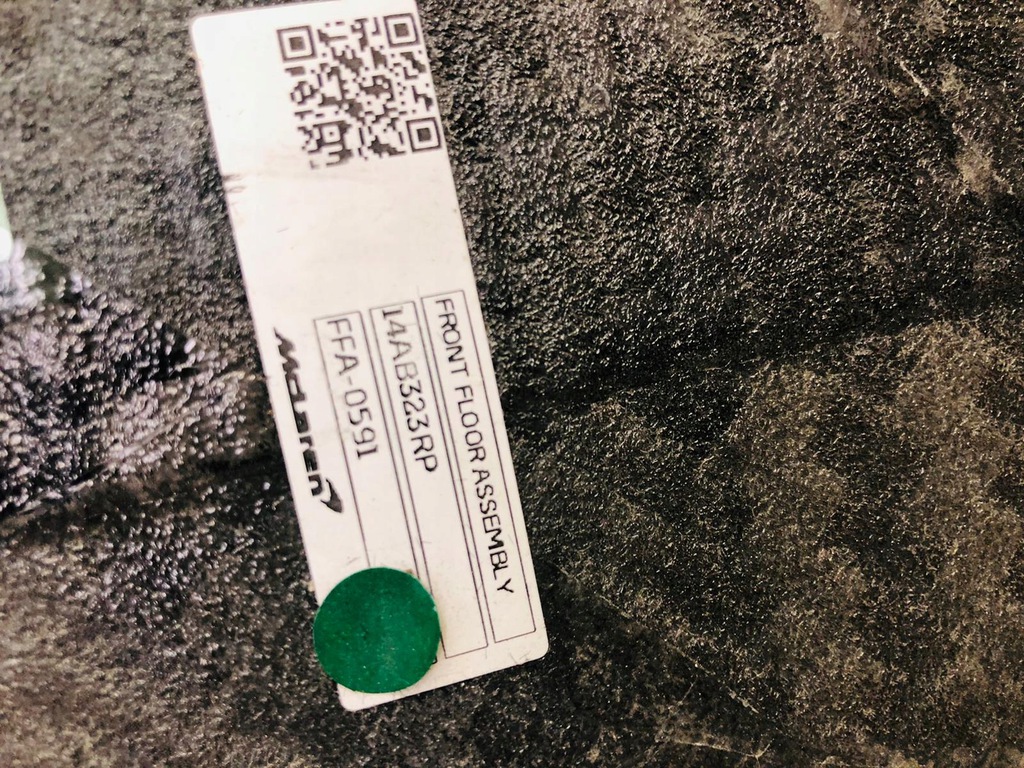 FRONT FLOOR ASSEMBLY
14AB323RP
FFA-0591
McLaren